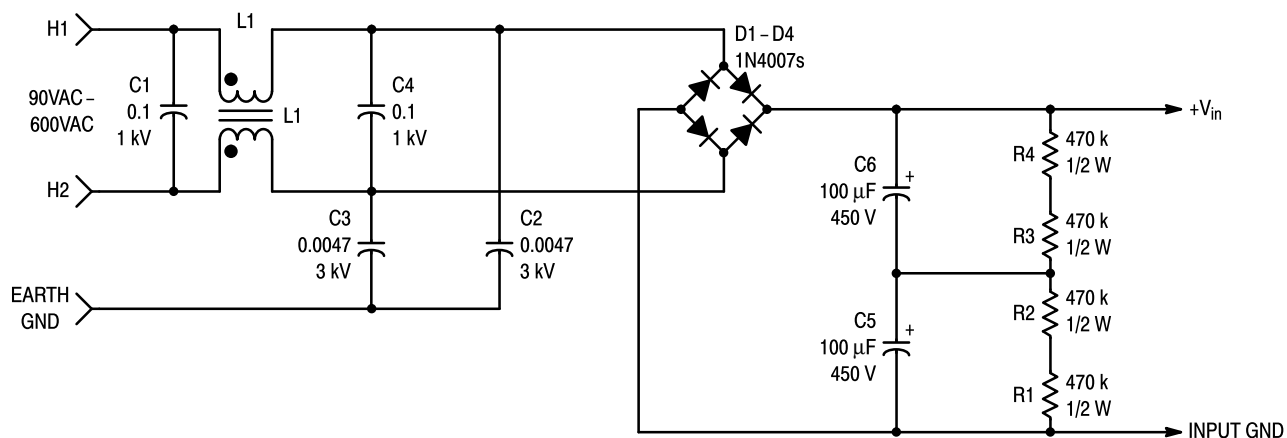 H1
L1
C1
0.1
1 kV
90VAC –
600VAC
L1
C4
0.1
1 kV
D1 – D4
1N4007s
H2
C3
0.0047
3 kV
C2
0.0047
3 kV
EARTH
GND
+Vin
C6
100 µF
450 V
+
R4
470 k
1/2 W
R3
470 k
1/2 W
C5
100 µF
450 V
+
R2
470 k
1/2 W
R1
470 k
1/2 W
INPUT GND